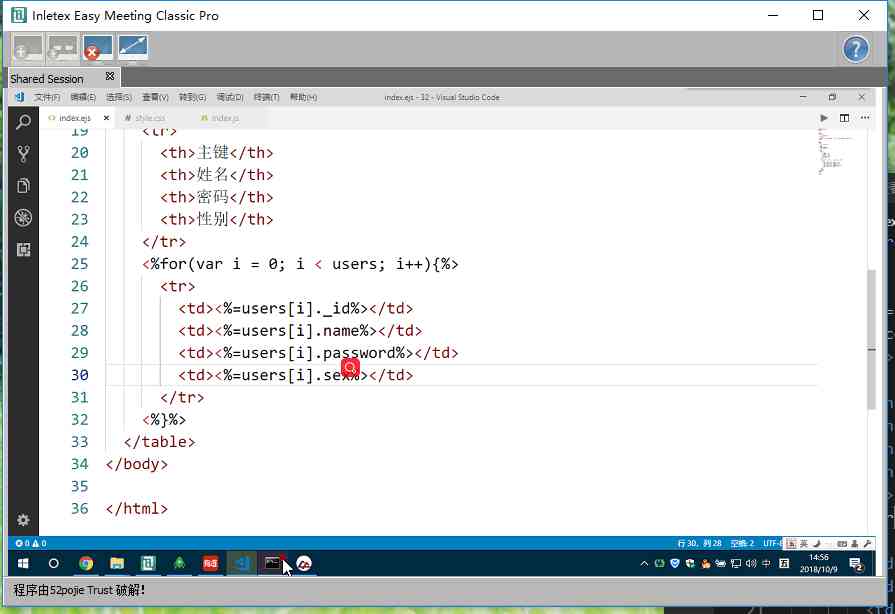 Inletex Easy Meeting Classic Pro
Shared Session
文件(F) 编辑(E) 选择(S) 查看(V) 转到(G) 调试(D) 终端(T) 帮助(H) index.ejs - 32 - Visual Studio Code
index.ejs # style.css index.js
19 <tr>
20 <th>主键</th>
21 <th>姓名</th>
22 <th>密码</th>
23 <th>性别</th>
24 </tr>
25 <%for(var i = 0; i < users; i++){%>
26 <tr>
27 <td><%=users[i]._id%></td>
28 <td><%=users[i].name%></td>
29 <td><%=users[i].password%></td>
30 <td><%=users[i].sex%></td>
31 </tr>
32 <%}%>
33 </table>
34 </body>
35
36 </html>
0 0 行 30，列 28 空格: 2 UTF-8 英
中 14:56
2018/10/9 2
程序由52pojie Trust 破解!